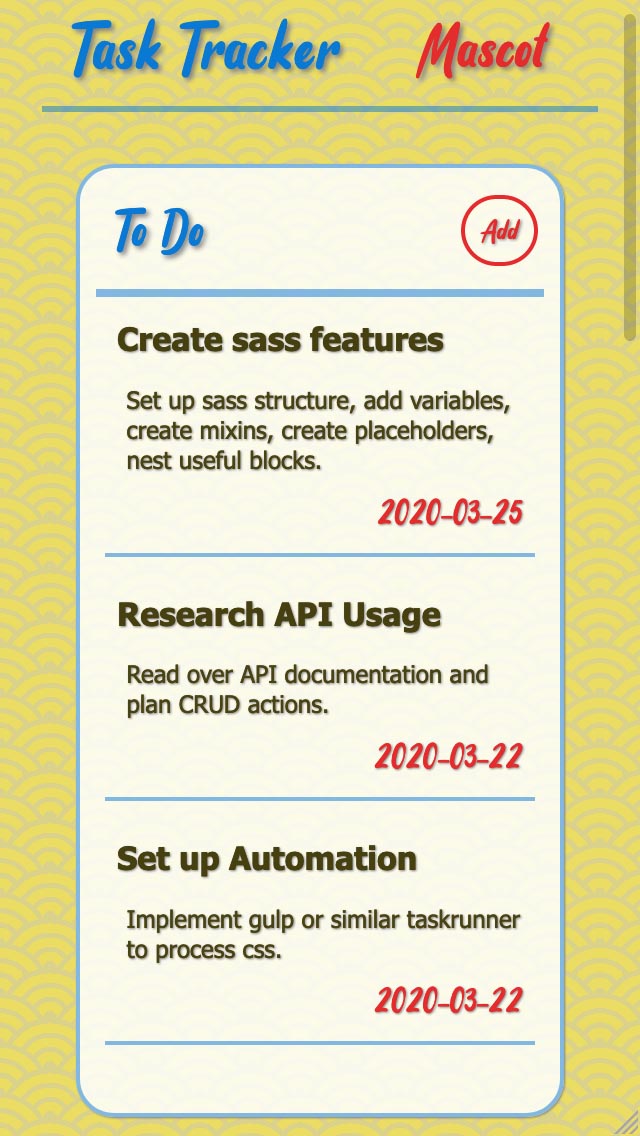 Task Tracker Mascot
To Do Add
Create sass features
Set up sass structure, add variables,
create mixins, create placeholders,
nest useful blocks.
2020-03-25
Research API Usage
Read over API documentation and
plan CRUD actions.
2020-03-22
Set up Automation
Implement gulp or similar taskrunner
to process css.
2020-03-22